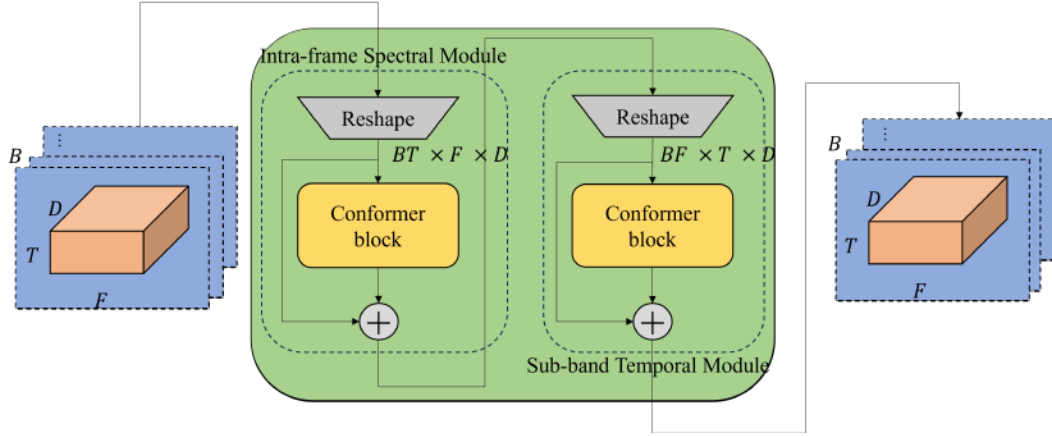 B
⋮
D
T
F
Intra-frame Spectral Module
Reshape
BT × F × D
Conformer
block
+
Reshape
BF × T × D
Conformer
block
+
Sub-band Temporal Module
B
⋮
D
T
F